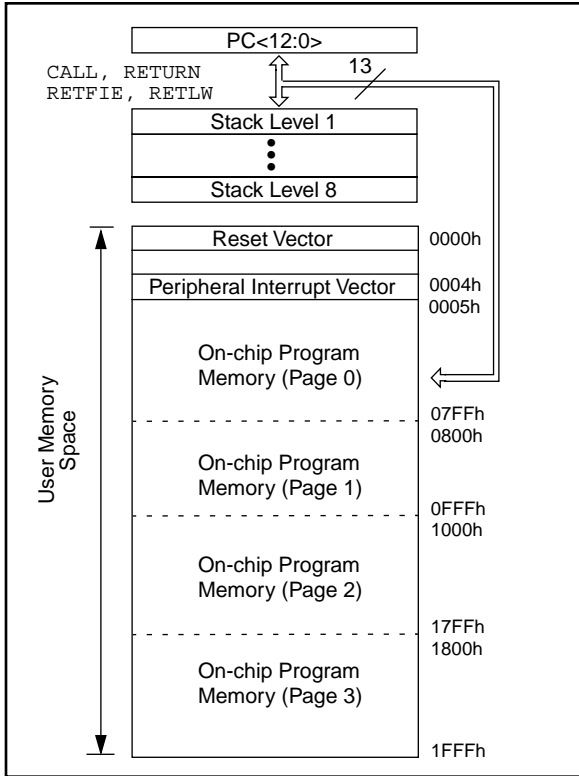 PC<12:0>
CALL, RETURN
RETFIE, RETLW
13
Stack Level 1
Stack Level 8
Reset Vector
0000h
Peripheral Interrupt Vector
0004h
0005h
User Memory
Space
On-chip Program
Memory (Page 0)
07FFh
0800h
On-chip Program
Memory (Page 1)
0FFFh
1000h
On-chip Program
Memory (Page 2)
17FFh
1800h
On-chip Program
Memory (Page 3)
1FFFh